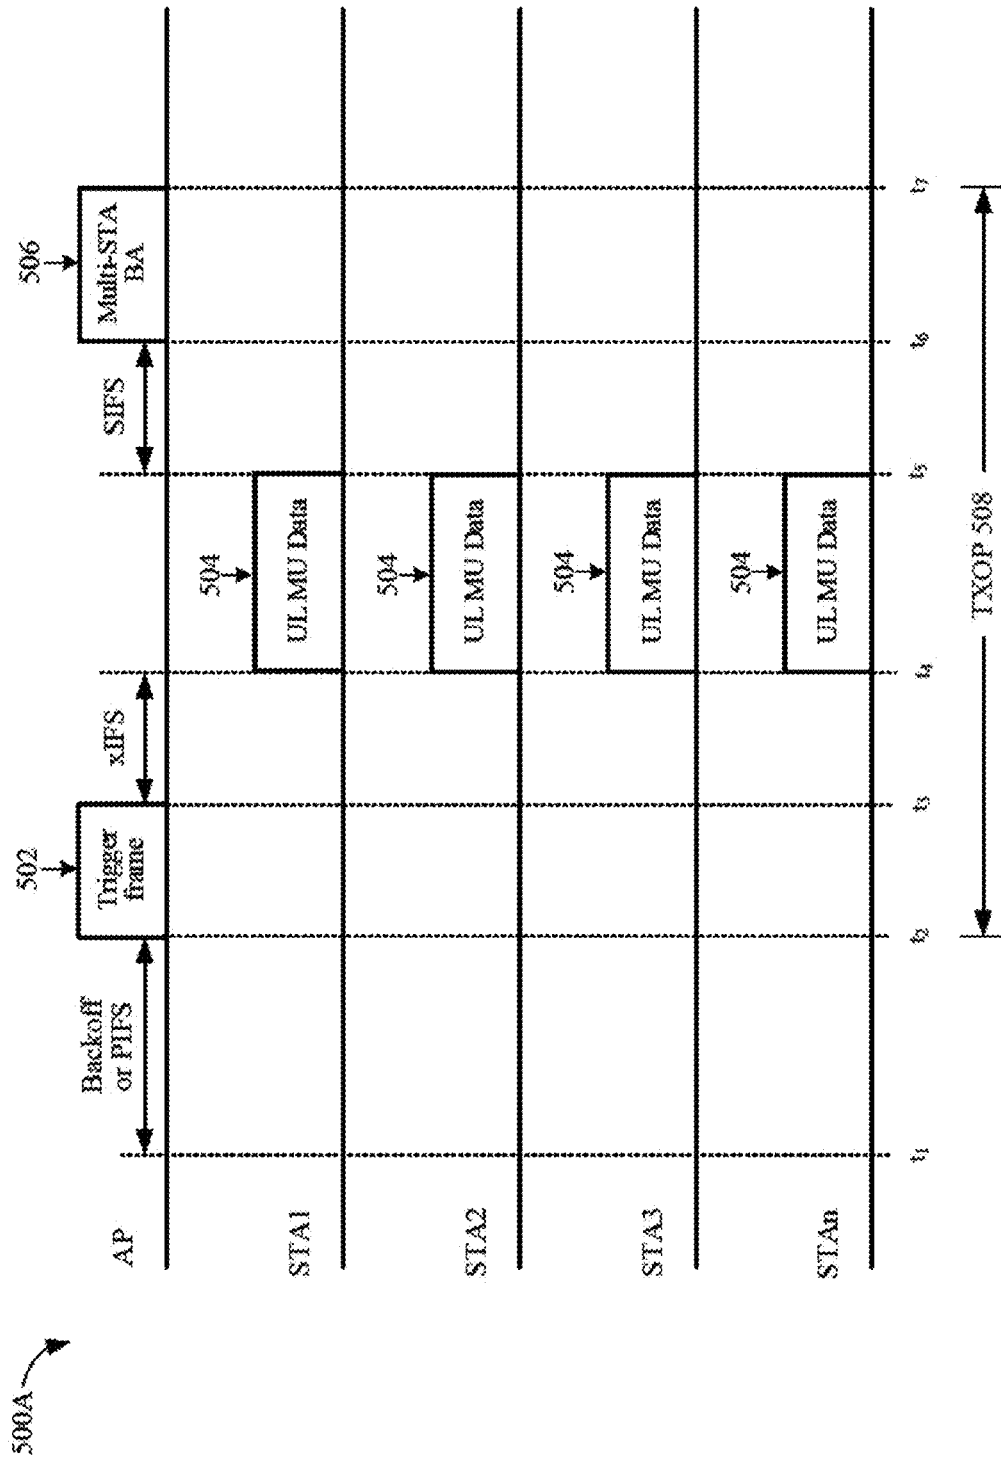 500A
506
502
Backoff
or PIFS
Trigger
frame
xIFS
SIFS
Multi-STA
BA
AP
504
UL MU Data
STA1
504
UL MU Data
STA2
504
UL MU Data
STA3
504
UL MU Data
STAn
t1 t2 t3 t4 t5 t6 t7
TXOP 508